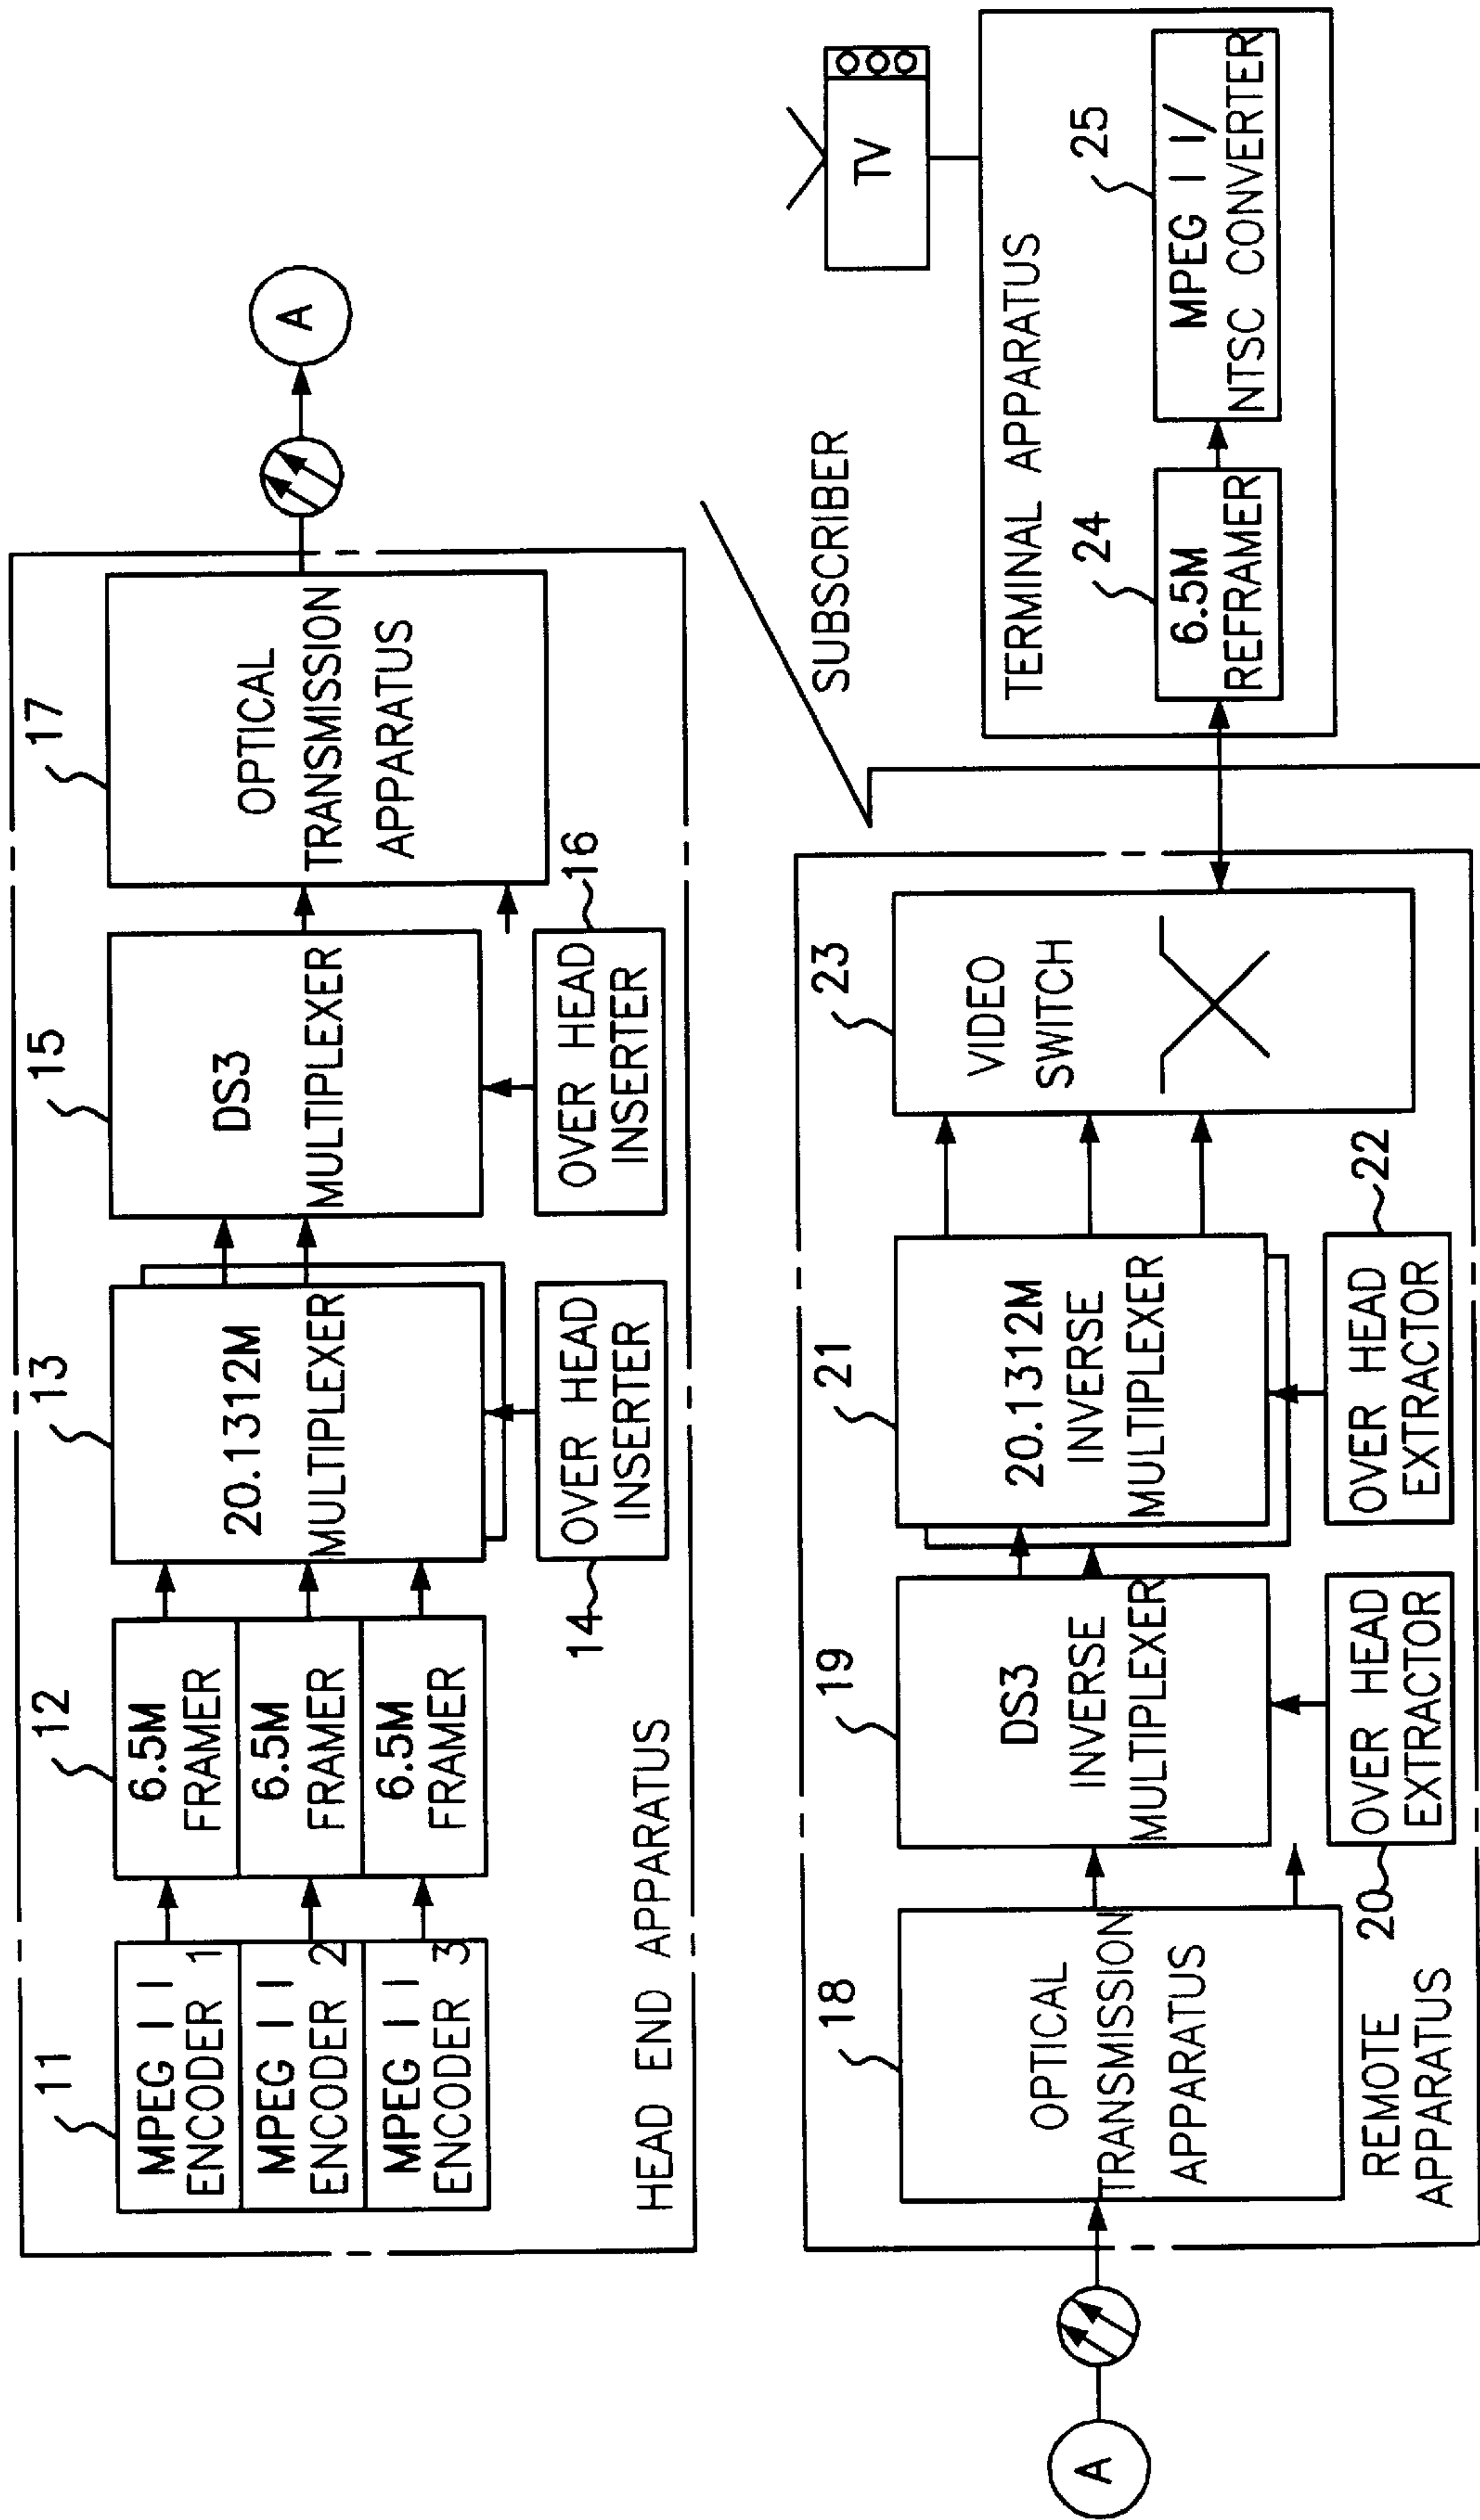 11
MPEG II
ENCODER 1
MPEG II
ENCODER 2
MPEG II
ENCODER 3
12
6.5M
FRAMER
6.5M
FRAMER
6.5M
FRAMER
13
20.1312M
MULTIPLEXER
14
OVER HEAD
INSERTER
15
DS3
MULTIPLEXER
16
OVER HEAD
INSERTER
17
OPTICAL
TRANSMISSION
APPARATUS
A
HEAD END APPARATUS
A
18
OPTICAL
TRANSMISSION
APPARATUS
REMOTE
APPARATUS
19
DS3
INVERSE
MULTIPLEXER
20
OVER HEAD
EXTRACTOR
21
20.1312M
INVERSE
MULTIPLEXER
22
OVER HEAD
EXTRACTOR
23
VIDEO
SWITCH
SUBSCRIBER
TV
TERMINAL APPARATUS
24
6.5M
REFRAMER
25
MPEG II/
NTSC CONVERTER